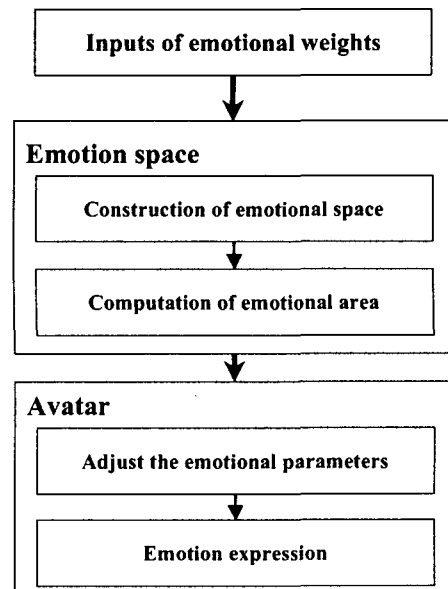 Inputs of emotional weights
Emotion space
Construction of emotional space
Computation of emotional area
Avatar
Adjust the emotional parameters
Emotion expression